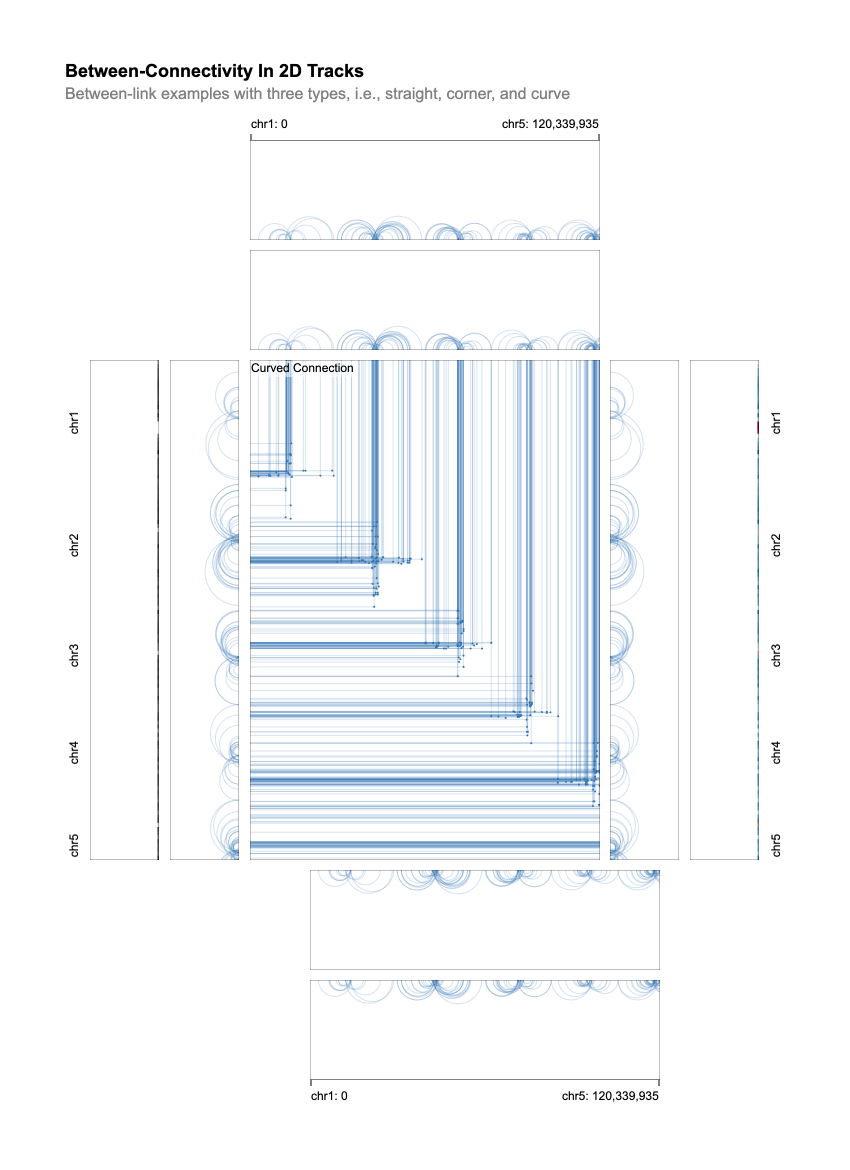 Between-Connectivity In 2D Tracks
Between-link examples with three types, i.e., straight, corner, and curve
chr1: 0
chr5: 120,339,935
Curved Connection
chr1
chr2
chr3
chr4
chr5
chr1
chr2
chr3
chr4
chr5
chr1: 0
chr5: 120,339,935